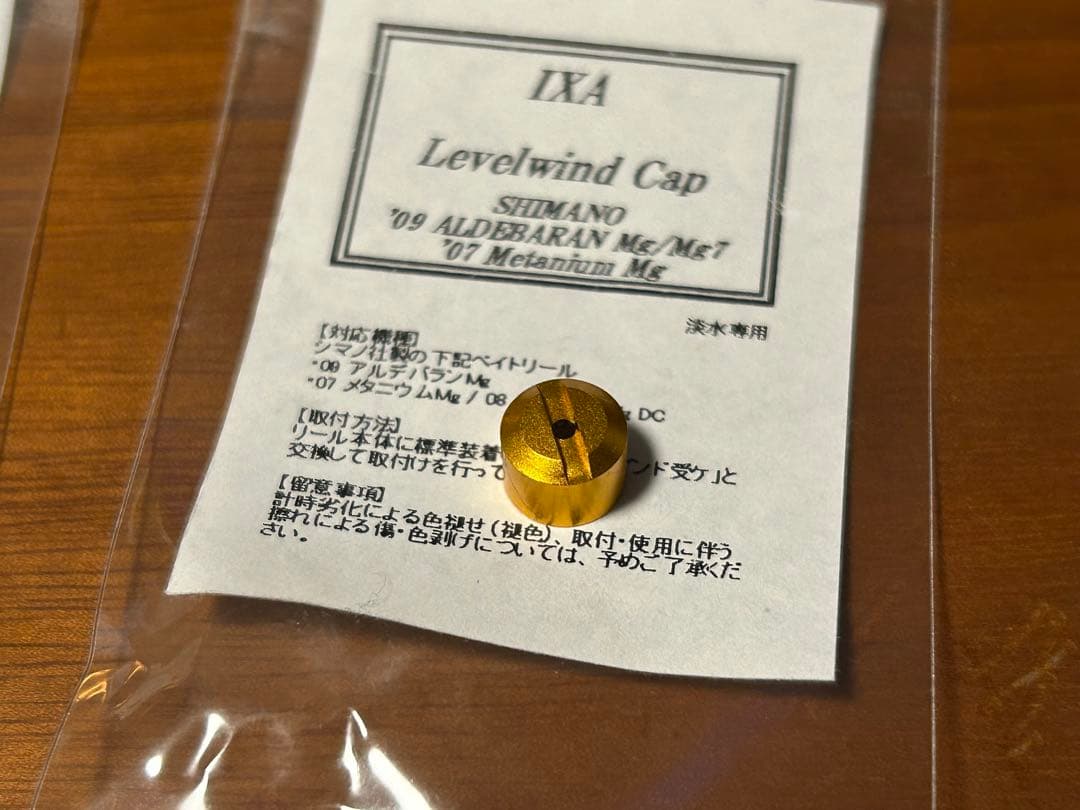 IXA
Levelwind Cap
SHIMANO
'09 ALDEBARAN Mg/Mg7
'07 Metanium Mg
淡水専用
【対応機種】
シマノ社製の下記ベイトリール
'09 アルデバランMg
'07 メタニウムMg / 08 DC
【取付方法】
リール本体に標準装着 ンド受ケ」と
交換して取付けを行って
【留意事項】
計時劣化による色褪せ(褪色)、取付・使用に伴う
擦れによる傷・色剥げについては、予めご了承くだ
さい。